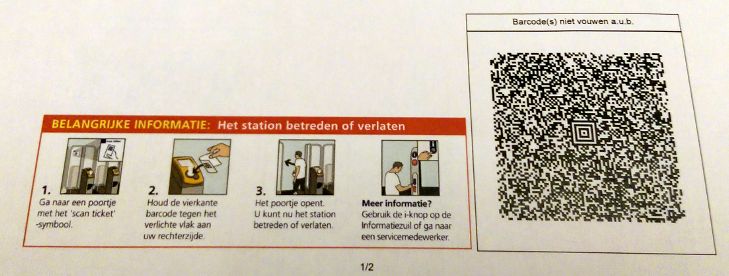 Barcode(s) niet vouwen a.u.b.
BELANGRIJKE INFORMATIE: Het station betreden of verlaten
1.
Ga naar een poortje
met het 'scan ticket'
-symbool.
2.
Houd de vierkante
barcode tegen het
verlichte vlak aan
uw rechterzijde.
3.
Het poortje opent.
U kunt nu het station
betreden of verlaten.
Meer informatie?
Gebruik de i-knop op de
Informatiezuil of ga naar
een servicemedewerker.
1/2